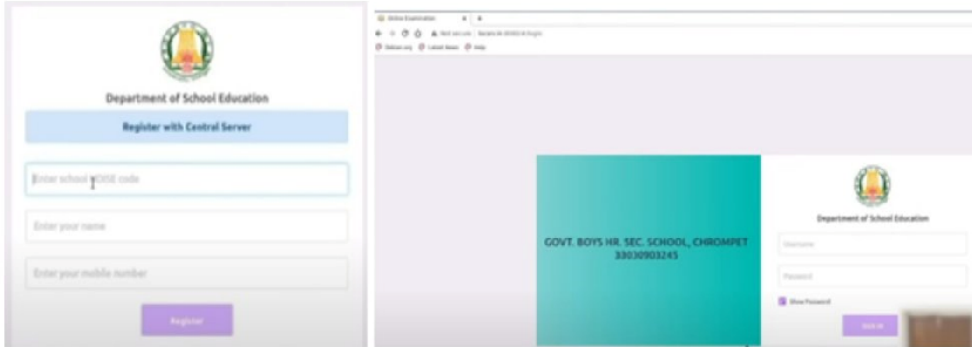 Department of School Education
Register with Central Server
Enter school UDISE code
Enter your name
Enter your mobile number
Register
Online Examination
Debian.org Latest News Help
GOVT. BOYS HR. SEC. SCHOOL, CHROMPET
33030903245
Department of School Education
Username
Password
Show Password
SIGN IN